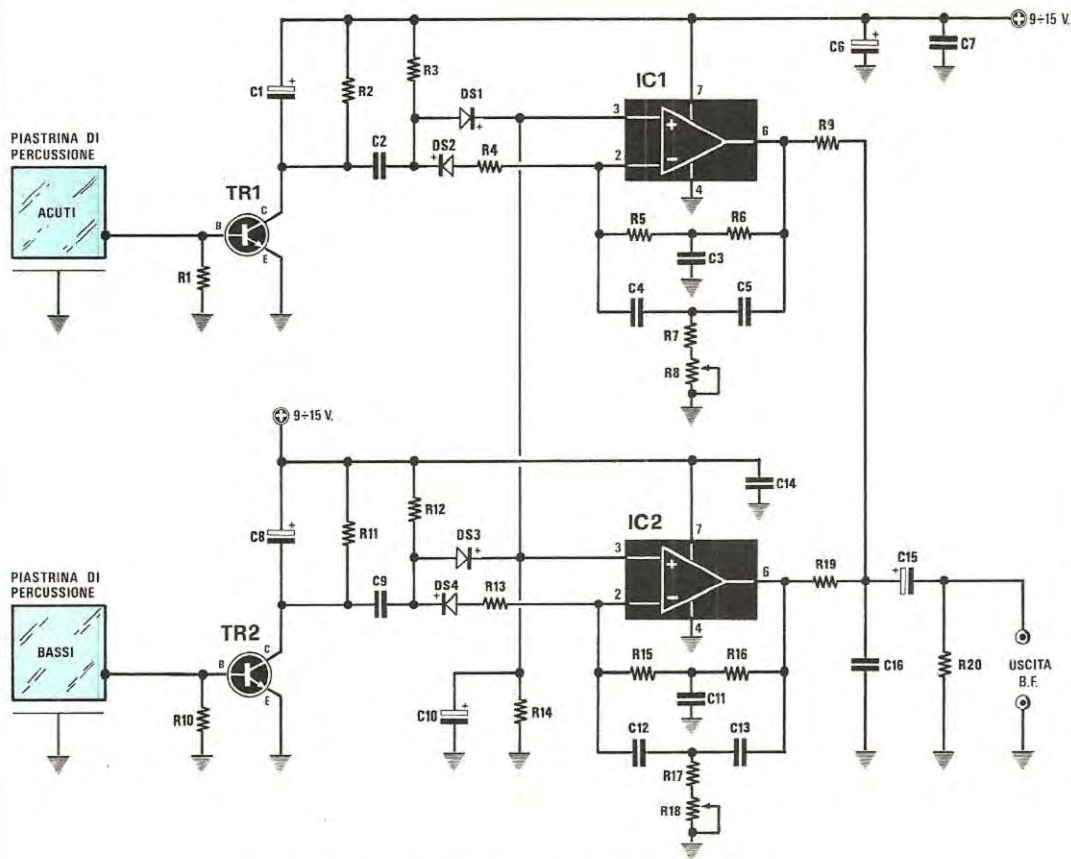 9÷15 V.
C6
C7
R3
IC1
C1
R2
DS1
7
3
6
R9
PIASTRINA DI
PERCUSSIONE
C2
DS2
R4
2
TR1
4
ACUTI
C
B
E
R5
R6
R1
C3
C4
C5
R7
R8
9÷15 V.
C14
R12
IC2
C8
R11
DS3
7
3
6
R19
C15
PIASTRINA DI
PERCUSSIONE
C9
DS4
R13
2
TR2
4
BASSI
C
B
E
R15
R16
C16
R20
USCITA
B.F.
R10
C10
R14
C11
C12
C13
R17
R18